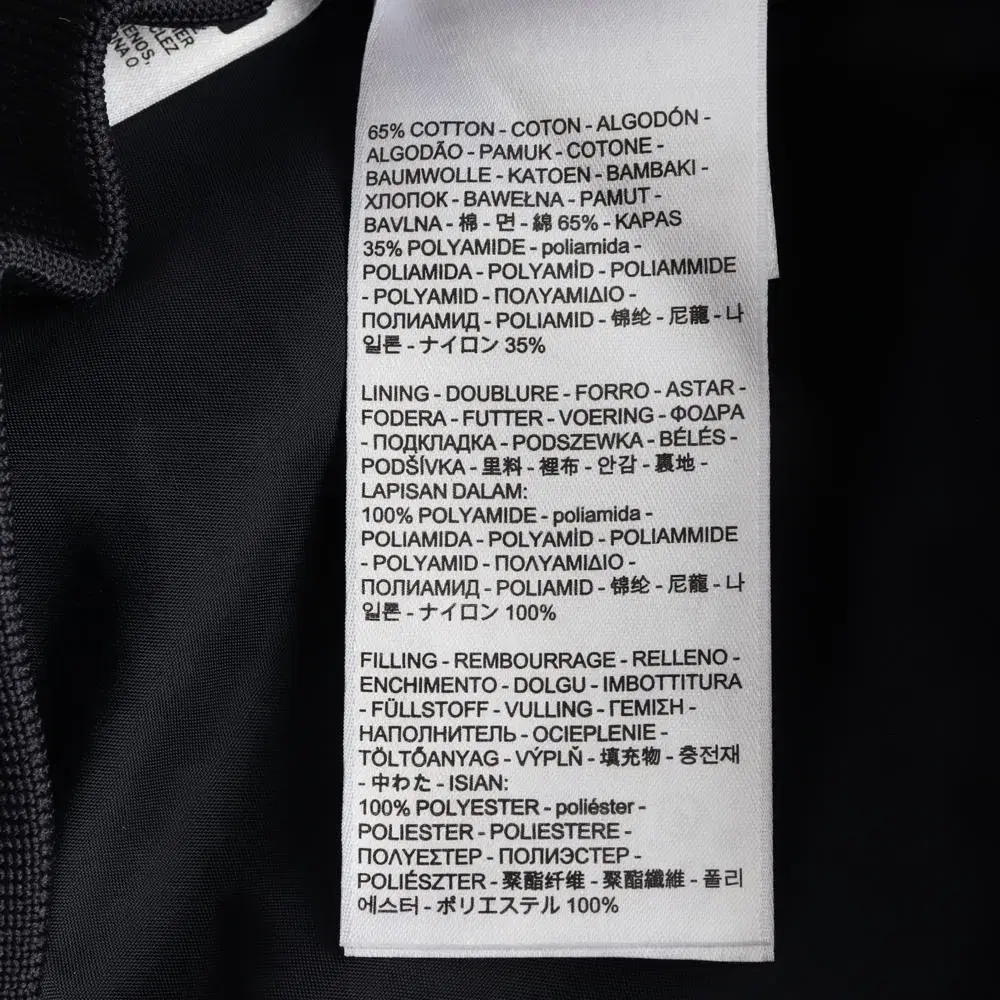 ENOS,
NA O
CLEZ
ER
65% COTTON - COTON - ALGODÓN -
ALGODÃO - PAMUK - COTONE -
BAUMWOLLE - KATOEN - BAMBAKI -
ХЛОПОК - BAWEŁNA - PAMUT -
BAVLNA - 棉 - 면 - 綿 65% - KAPAS
35% POLYAMIDE - poliamida -
POLIAMIDA - POLYAMİD - POLIAMMIDE
- POLYAMID - ΠΟΛΥΑΜΙΔΙΟ -
ПОЛИАМИД - POLIAMID - 锦纶 - 尼龍 - 나
일론 - ナイロン 35%
LINING - DOUBLURE - FORRO - ASTAR -
FODERA - FUTTER - VOERING - ΦΟΔΡΑ
- ПОДКЛАДКА - PODSZEWKA - BÉLÉS -
PODŠÍVKA - 里料 - 裡布 - 안감 - 裏地 -
LAPISAN DALAM:
100% POLYAMIDE - poliamida -
POLIAMIDA - POLYAMİD - POLIAMMIDE
- POLYAMID - ΠΟΛΥΑΜΙΔΙΟ -
ПОЛИАМИД - POLIAMID - 锦纶 - 尼龍 - 나
일론 - ナイロン 100%
FILLING - REMBOURRAGE - RELLENO -
ENCHIMENTO - DOLGU - IMBOTTITURA
- FÜLLSTOFF - VULLING - ΓΕΜΙΣΗ -
НАПОЛНИТЕЛЬ - OCIEPLENIE -
TÖLTŐANYAG - VÝPLŇ - 填充物 - 충전재
- 中わた - ISIAN:
100% POLYESTER - poliéster -
POLIESTER - POLIESTERE -
ΠΟΛΥΕΣΤΕΡ - ПОЛИЭСТЕР -
POLIÉSZTER - 聚酯纤维 - 聚酯纖維 - 폴리
에스터 - ポリエステル 100%